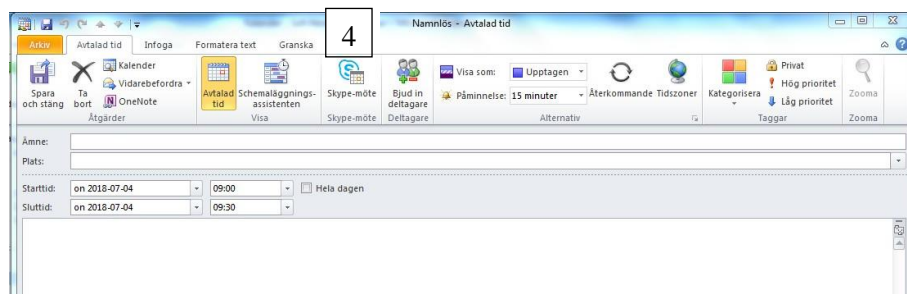 Namnlös - Avtalad tid
4
Arkiv Avtalad tid Infoga Formatera text Granska
Spara och stäng
Ta bort
Kalender
Vidarebefordra
OneNote
Åtgärder
Avtalad tid
Schemaläggnings-assistenten
Visa
Skype-möte
Skype-möte
Bjud in deltagare
Deltagare
Visa som: Upptagen
Påminnelse: 15 minuter
Återkommande
Tidszoner
Alternativ
Kategorisera
Privat
Hög prioritet
Låg prioritet
Taggar
Zooma
Zooma
Ämne:
Plats:
Starttid: on 2018-07-04 09:00 Hela dagen
Sluttid: on 2018-07-04 09:30